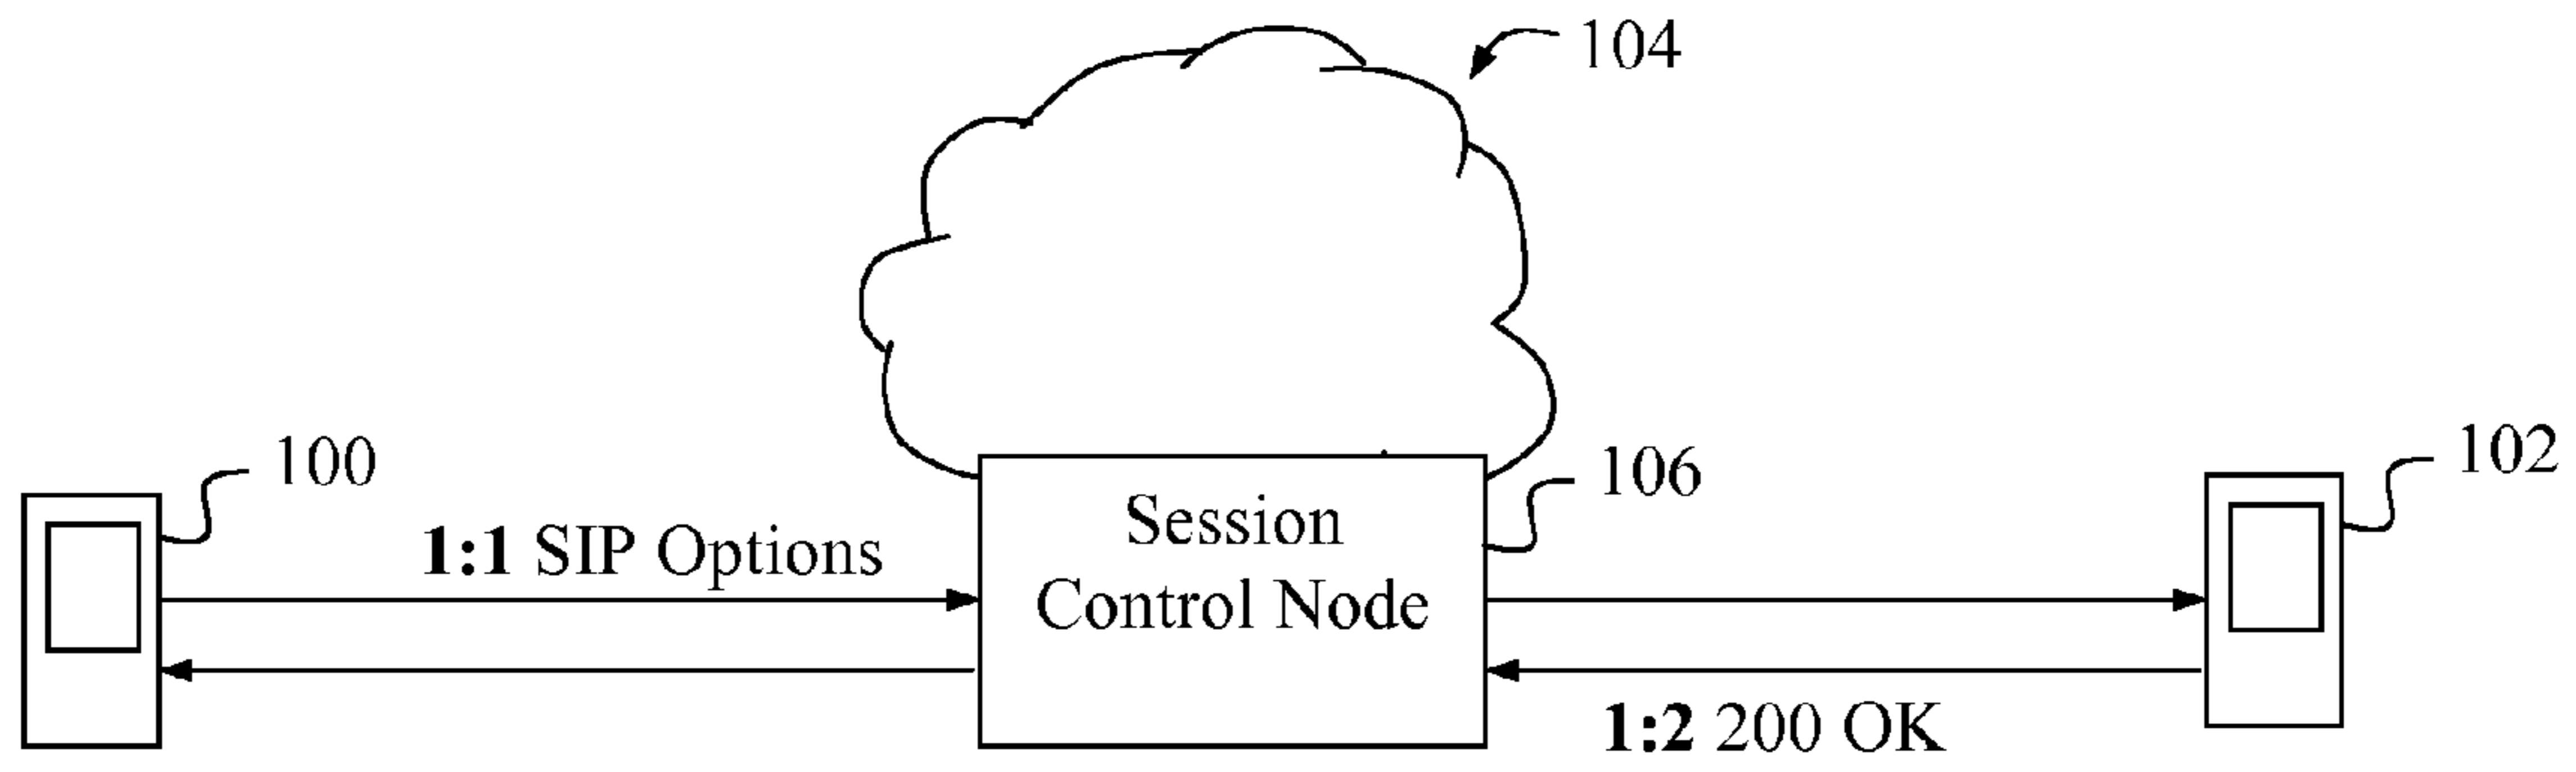 104
100
106
102
1:1 SIP Options
Session
Control Node
1:2 200 OK